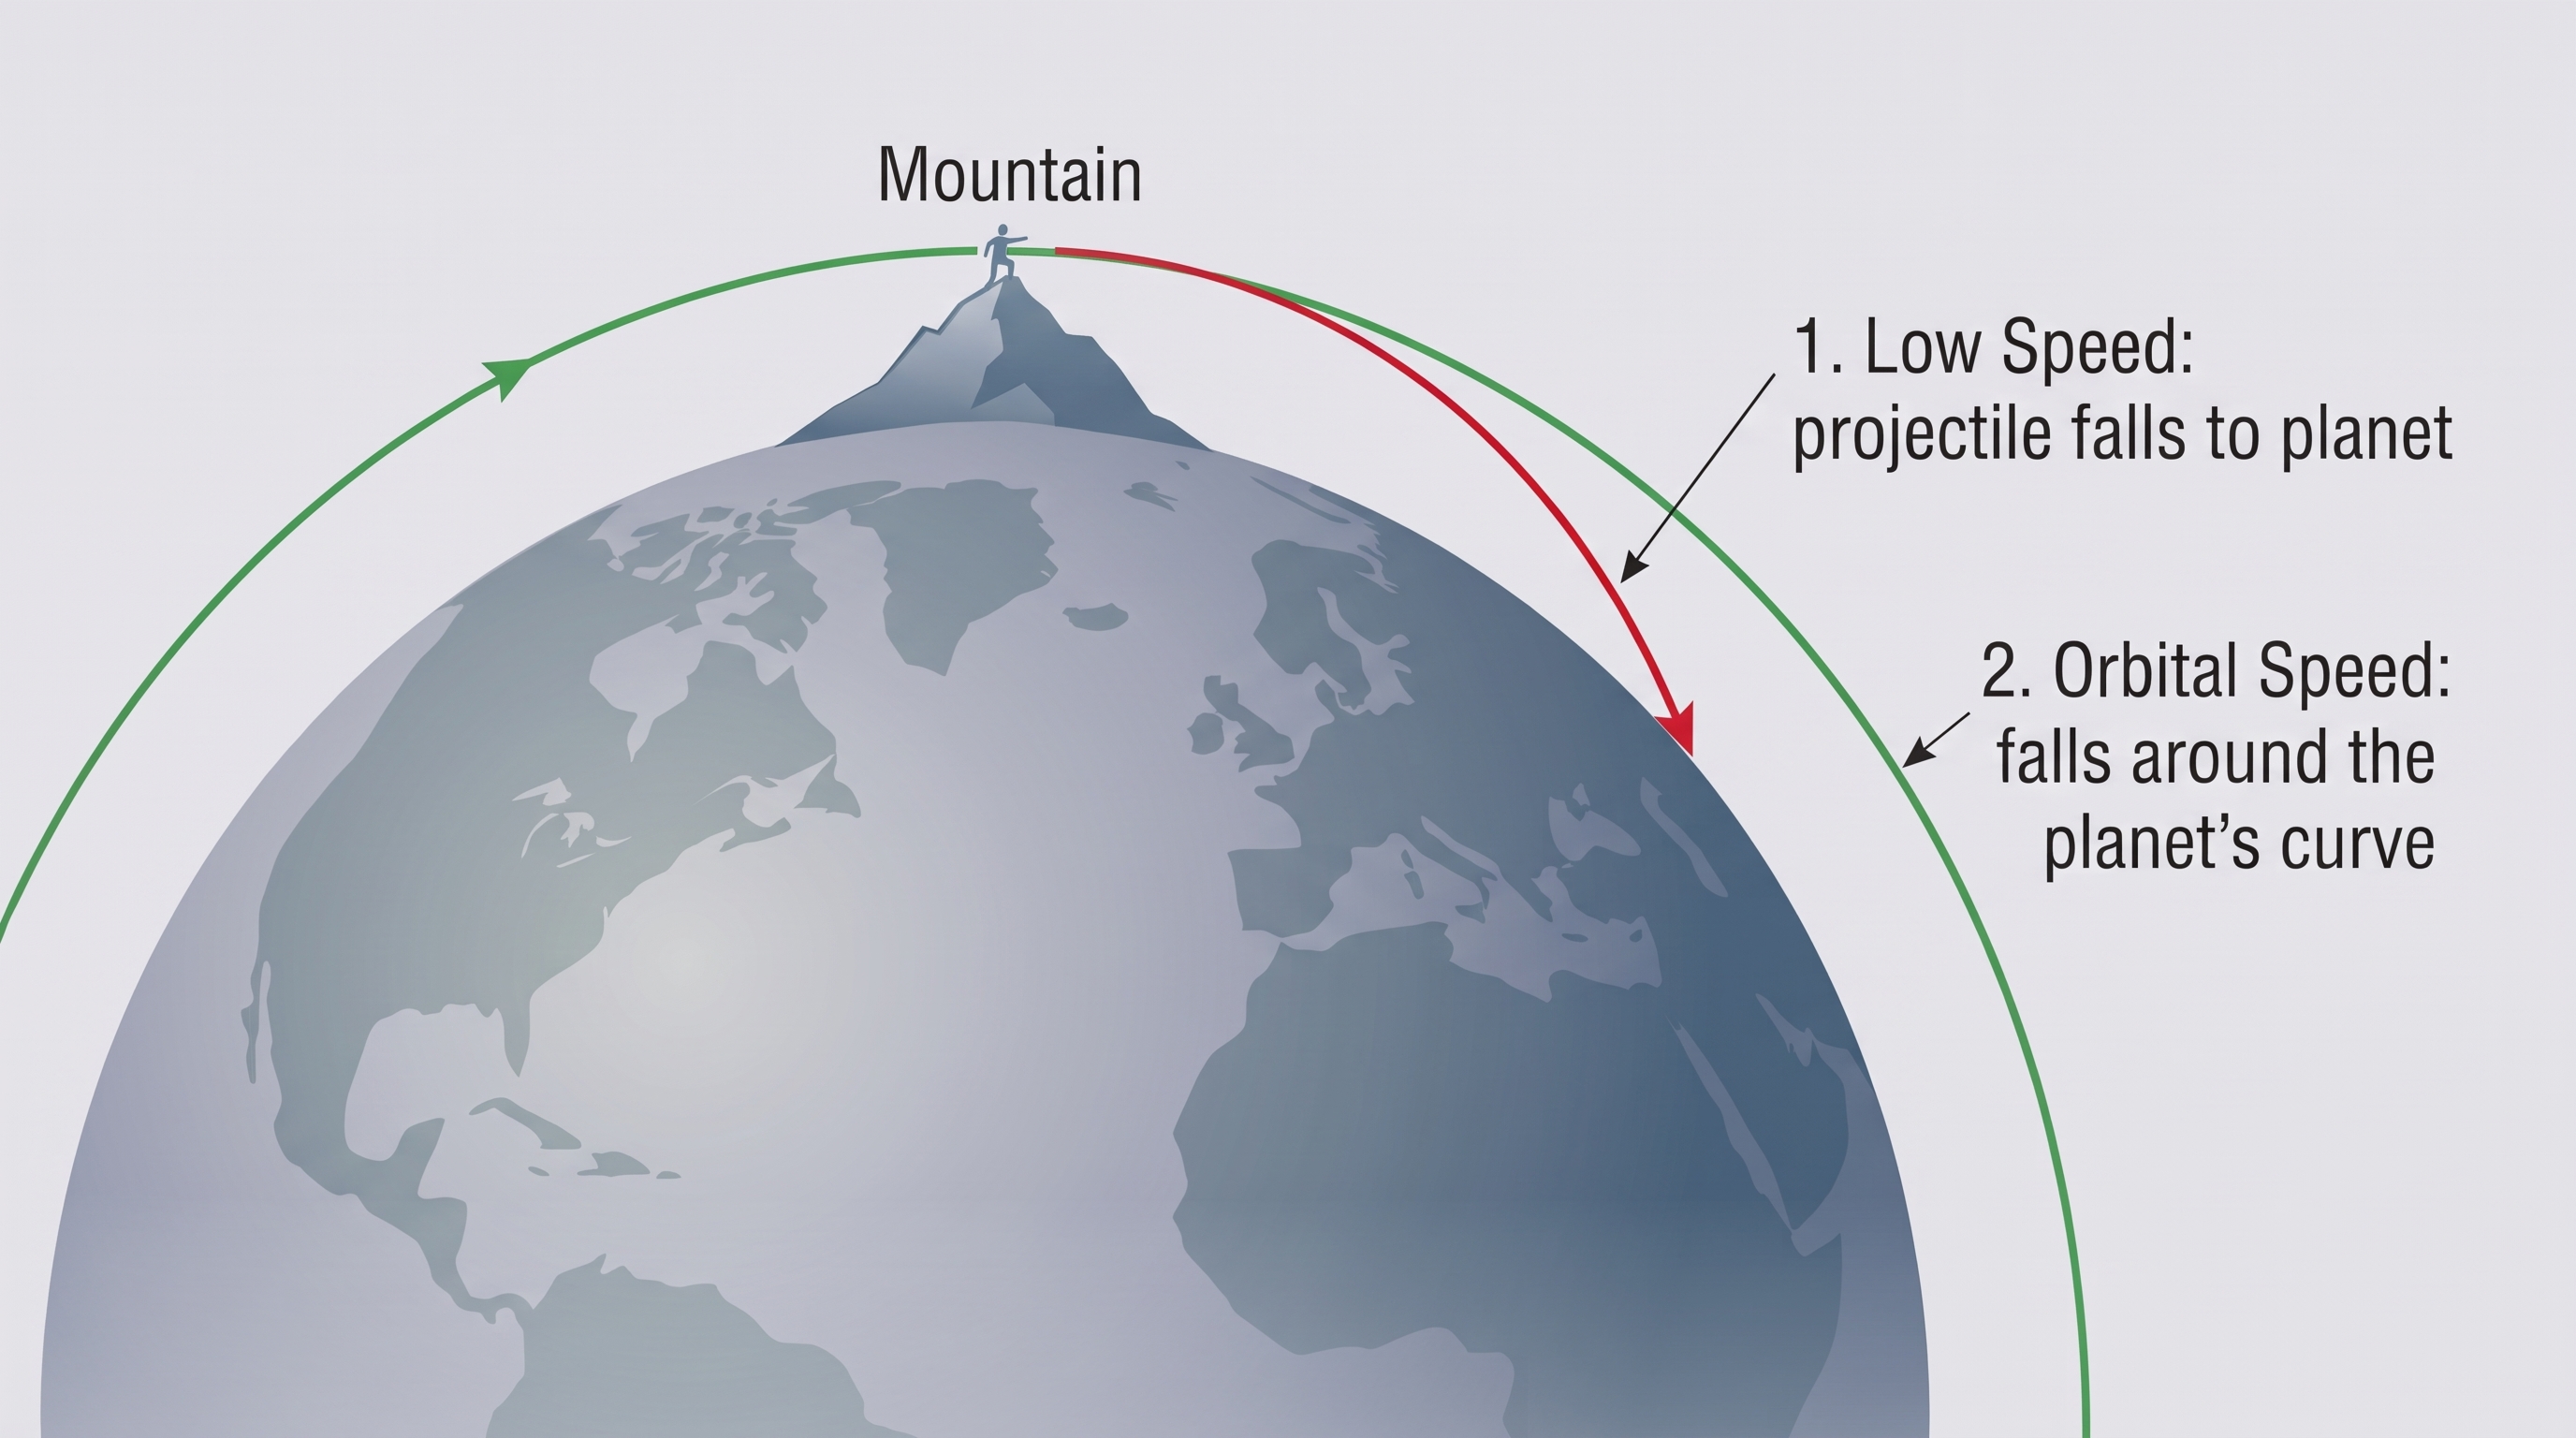 Mountain
1. Low Speed:
projectile falls to planet
2. Orbital Speed:
falls around the
planet’s curve